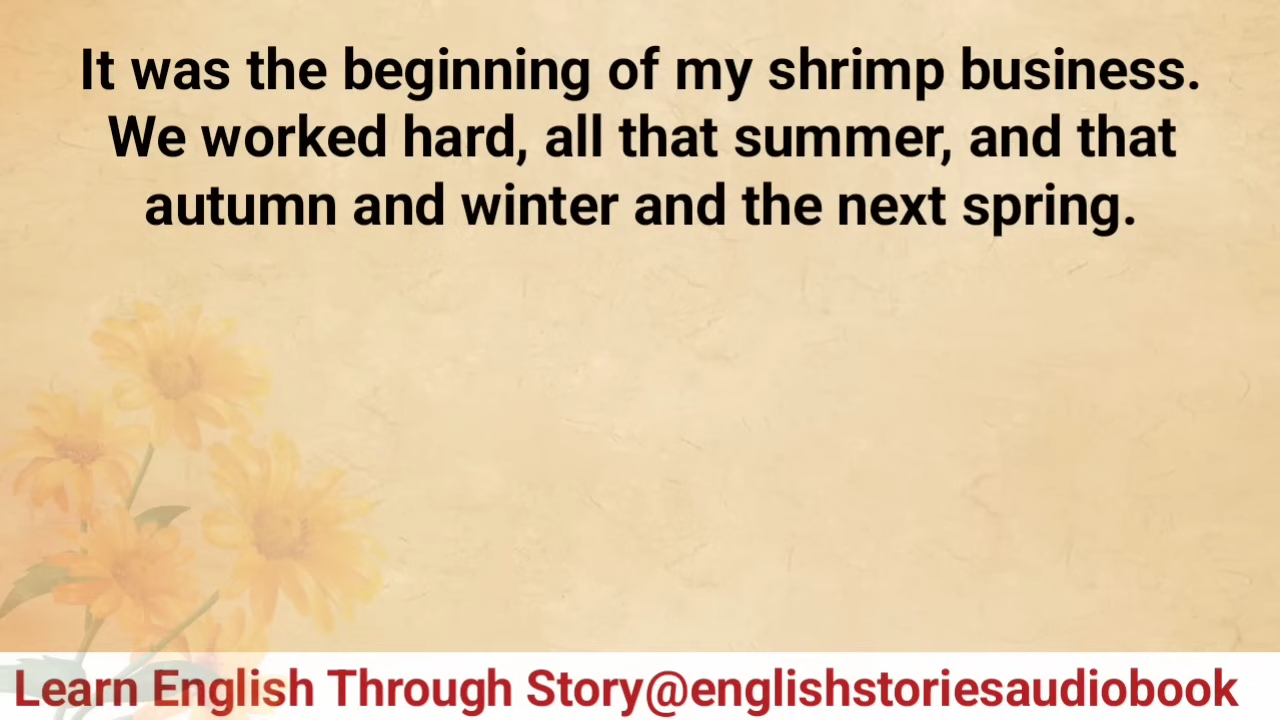 It was the beginning of my shrimp business.
We worked hard, all that summer, and that
autumn and winter and the next spring.
Learn English Through Story@englishstoriesaudiobook